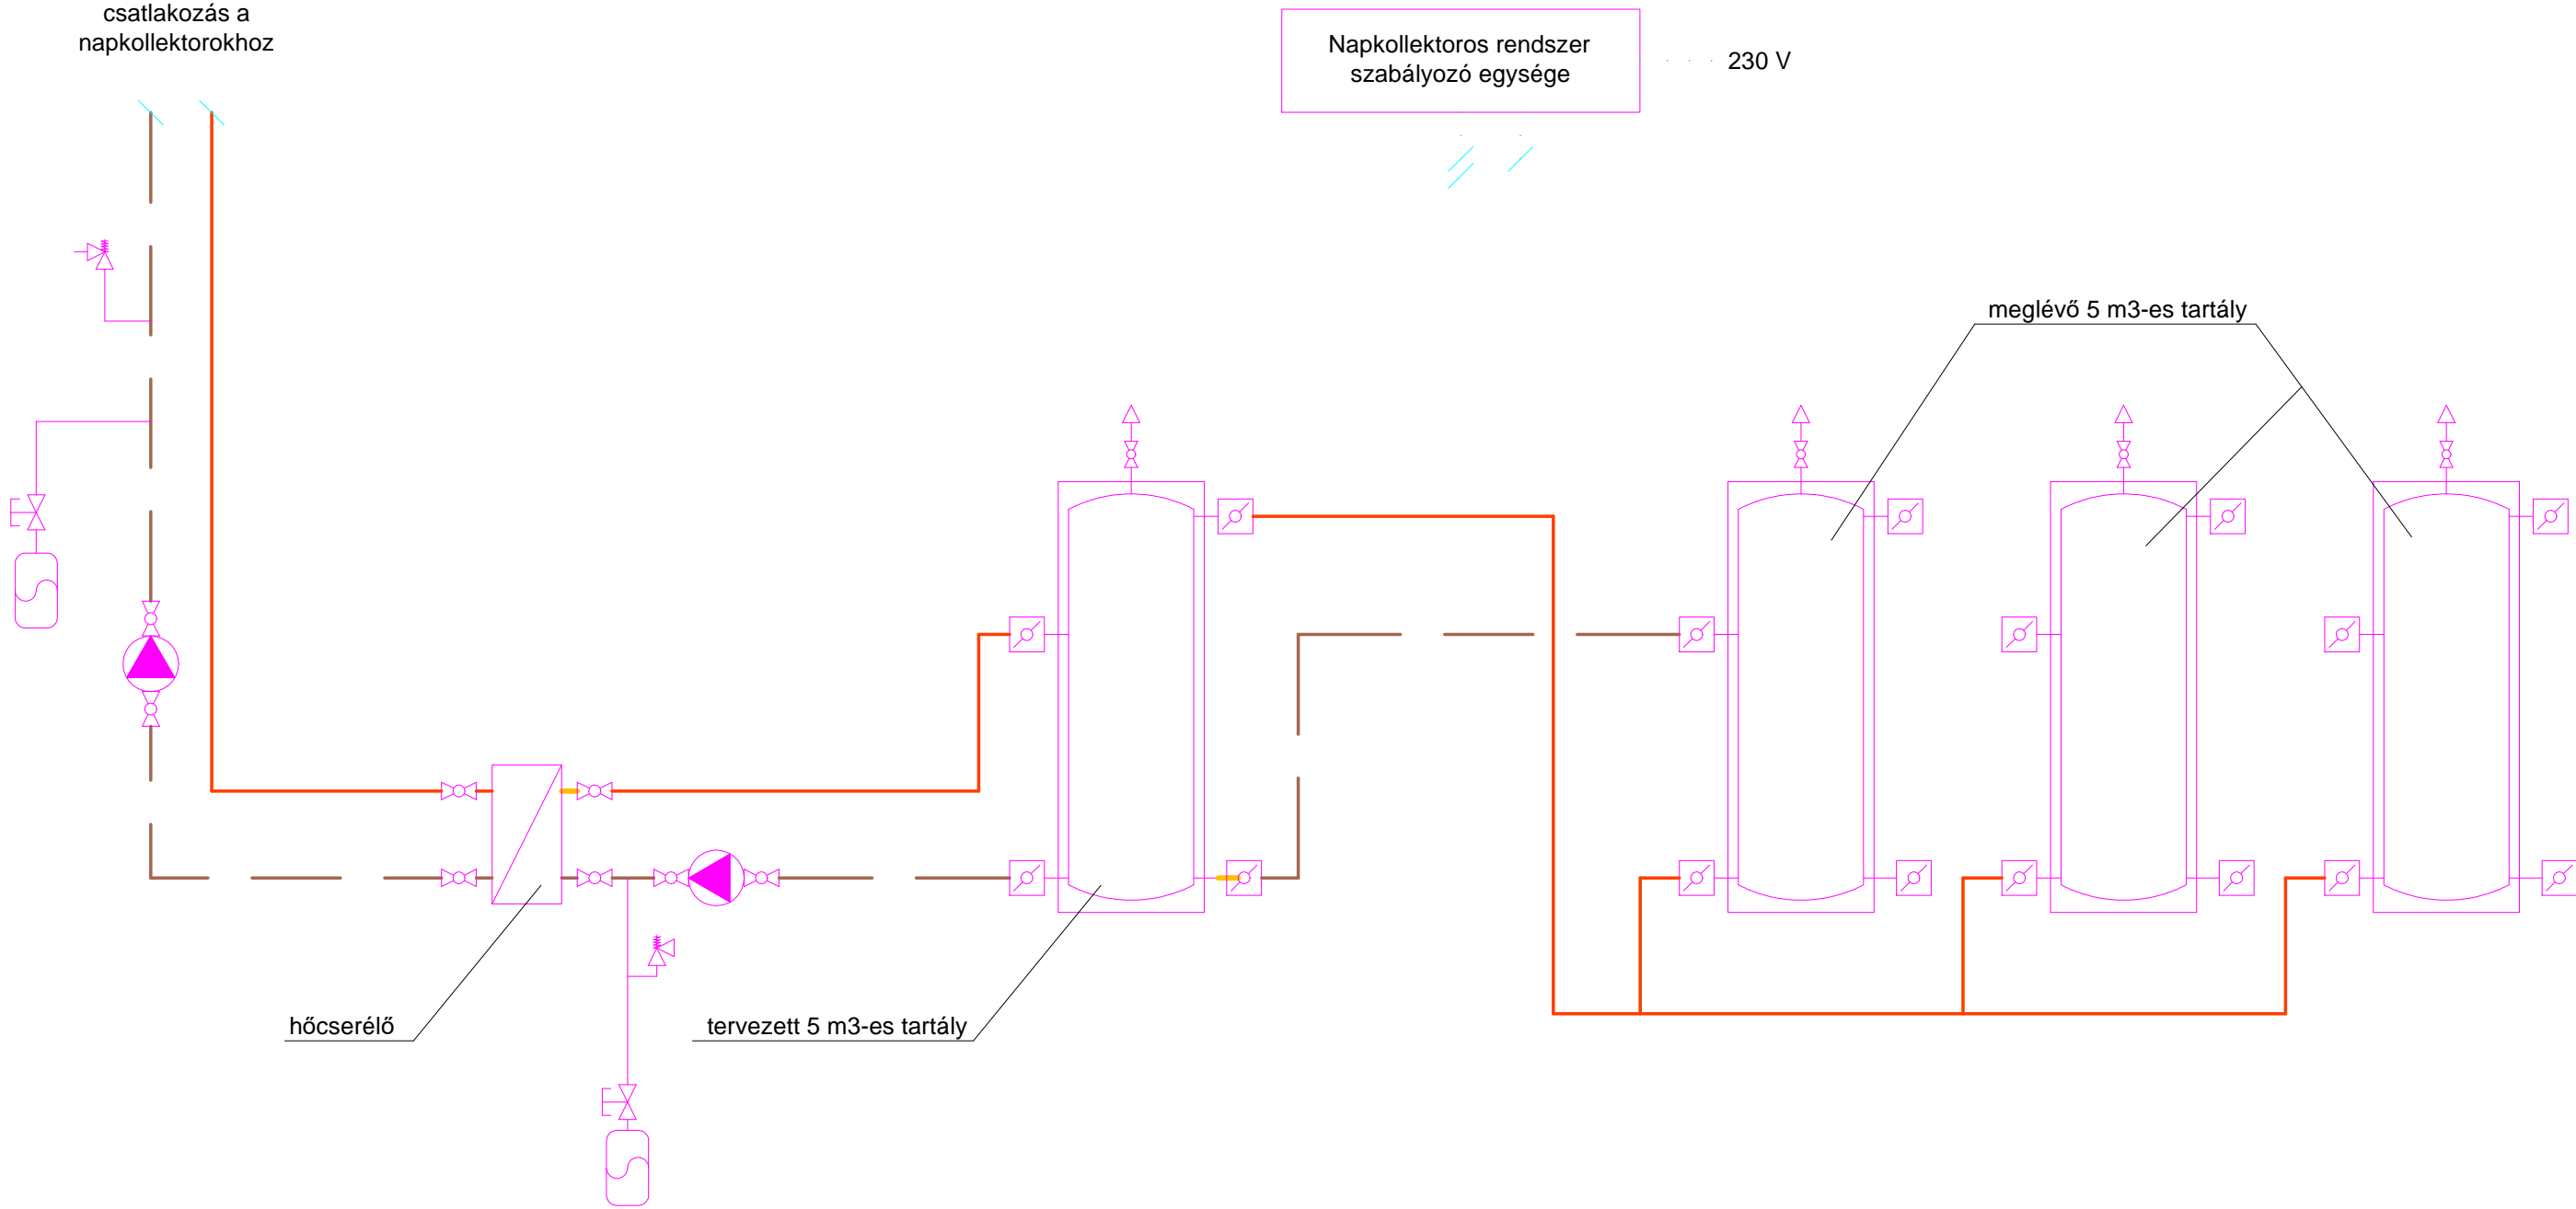 csatlakozás a
napkollektorokhoz
Napkollektoros rendszer
szabályozó egysége
230 V
meglévő 5 m3-es tartály
hőcserélő
tervezett 5 m3-es tartály